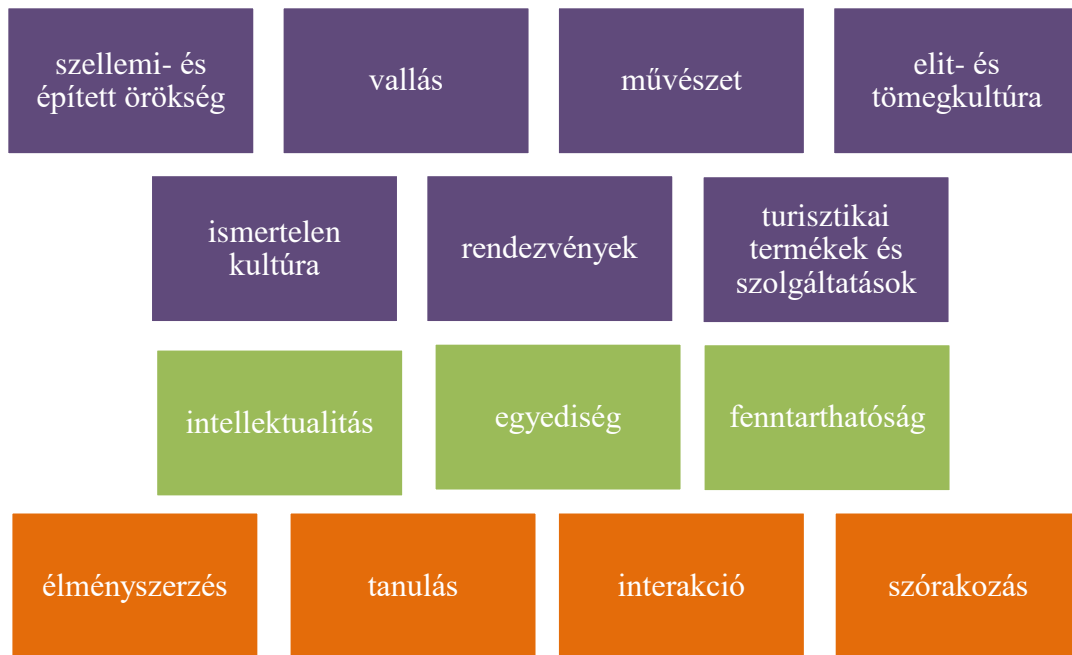 szellemi- és
épített örökség
vallás
művészet
elit- és
tömegkultúra
ismertelen
kultúra
rendezvények
turisztikai
termékek és
szolgáltatások
intellektualitás
egyediség
fenntarthatóság
élményszerzés
tanulás
interakció
szórakozás